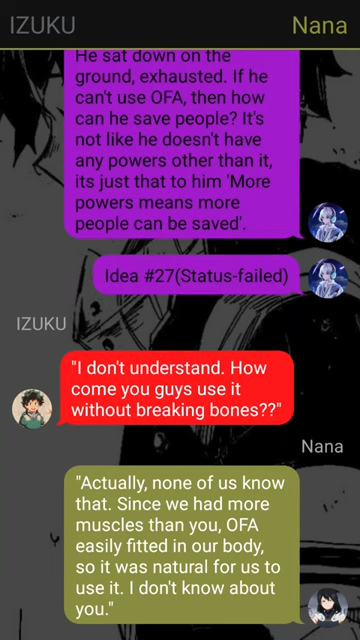 IZUKU
Nana
He sat down on the
ground, exhausted. If he
can't use OFA, then how
can he save people? It's
not like he doesn't have
any powers other than it,
its just that to him 'More
powers means more
people can be saved'.
Idea #27(Status-failed)
IZUKU
"I don't understand. How
come you guys use it
without breaking bones??"
Nana
"Actually, none of us know
that. Since we had more
muscles than you, OFA
easily fitted in our body,
so it was natural for us to
use it. I don't know about
you."